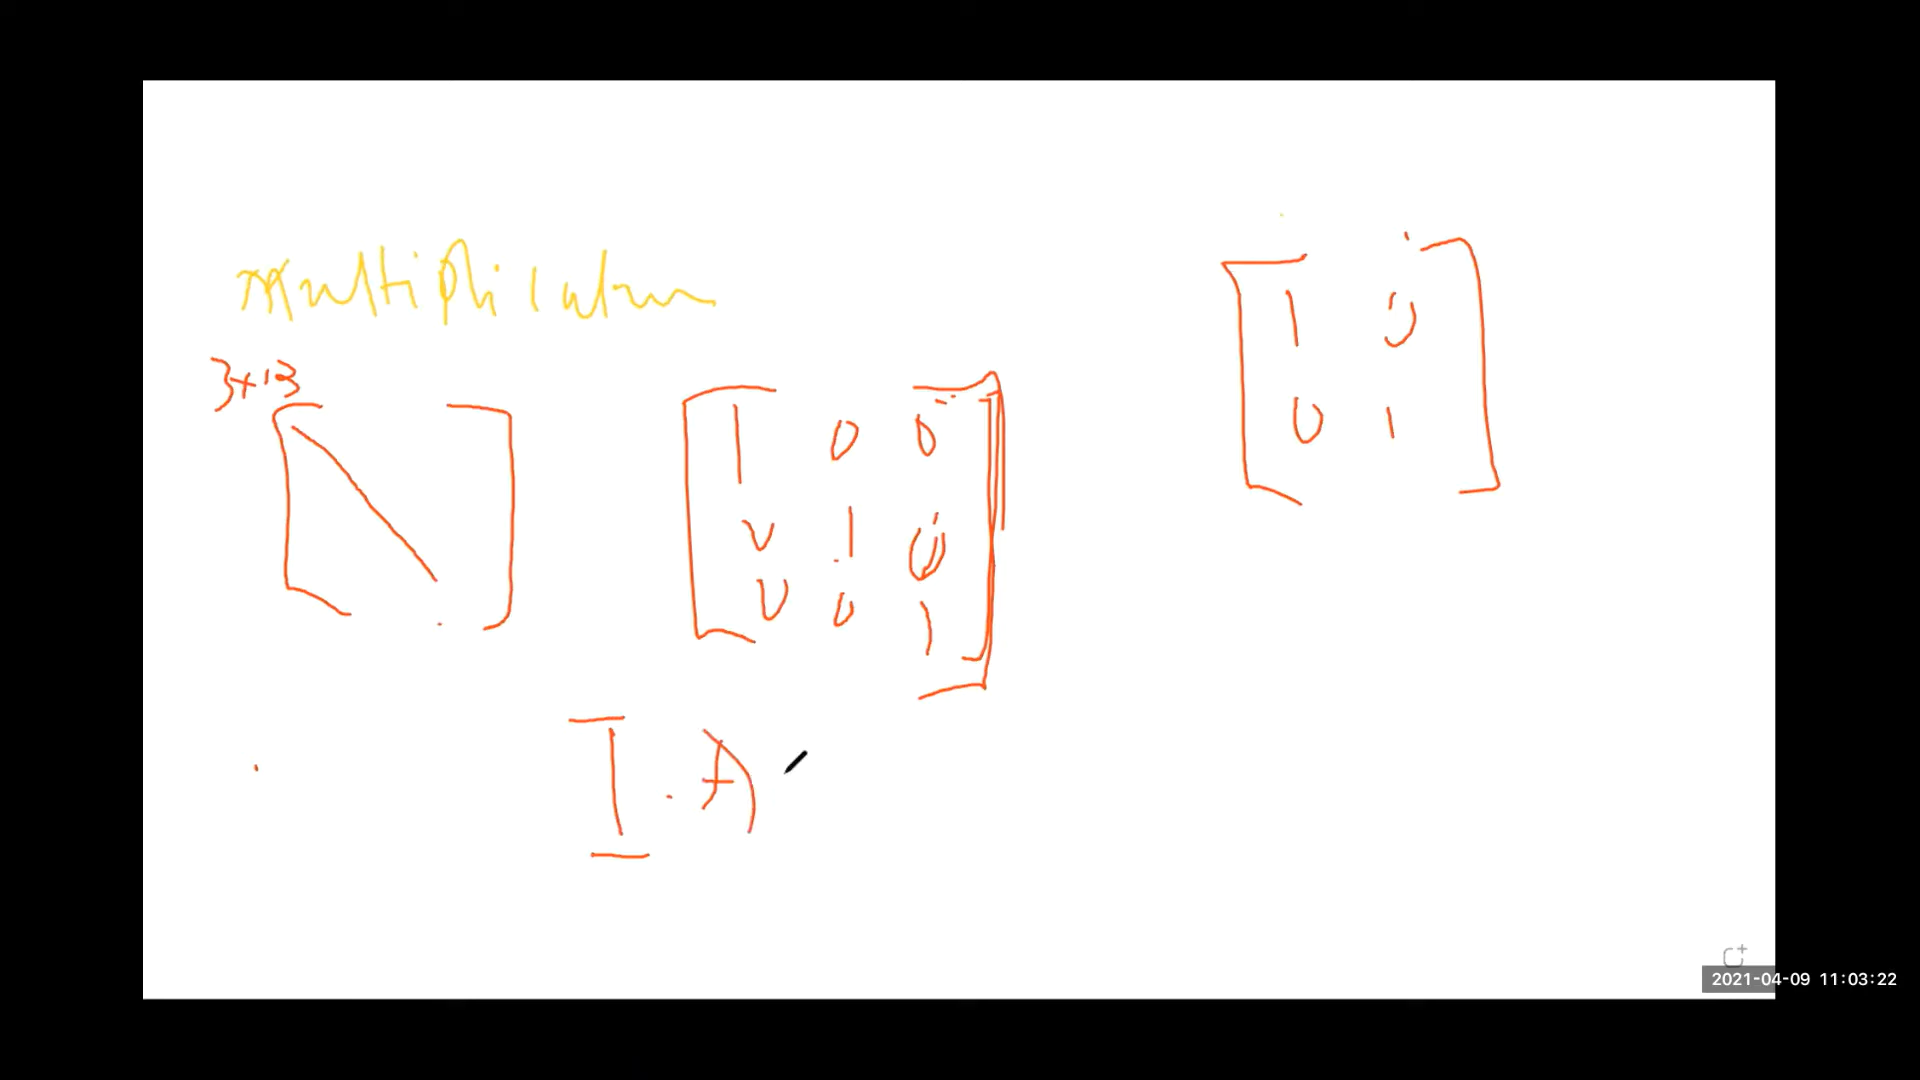 Multiplication
3x3
1 0 0
0 1 0
0 0 1
1 0
0 1
I . A
2021-04-09 11:03:22